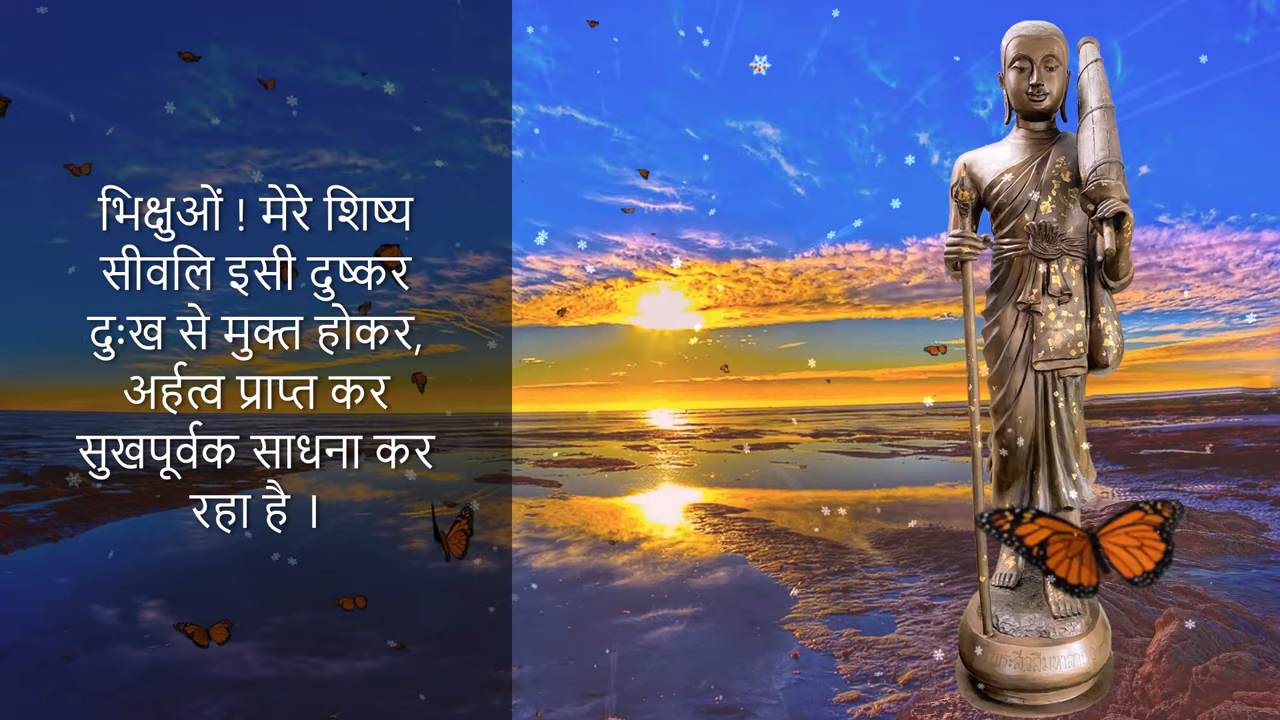 भिक्षुओं ! मेरे शिष्य
सीवलि इसी दुष्कर
दुःख से मुक्त होकर,
अर्हत्व प्राप्त कर
सुखपूर्वक साधना कर
रहा है ।